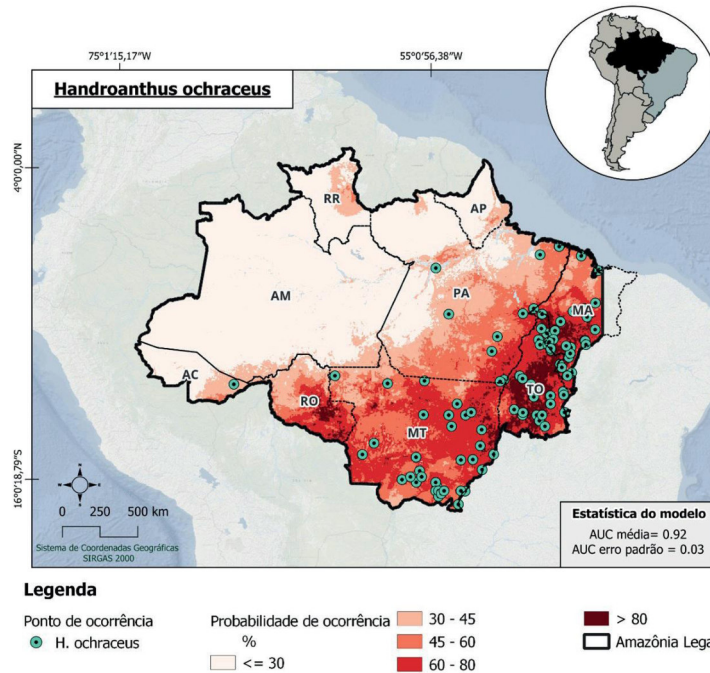 75°1'15,17"W
55°0'56,38"W
Handroanthus ochraceus
4°0'0,00"N
RR
AP
AM
PA
MA
AC
RO
TO
MT
16°0'18,79"S
0 250 500 km
Sistema de Coordenadas Geográficas
SIRGAS 2000
Estatística do modelo
AUC média= 0.92
AUC erro padrão = 0.03
Legenda
Ponto de ocorrência
H. ochraceus
Probabilidade de ocorrência
%
<= 30
30 - 45
45 - 60
60 - 80
> 80
Amazônia Lega